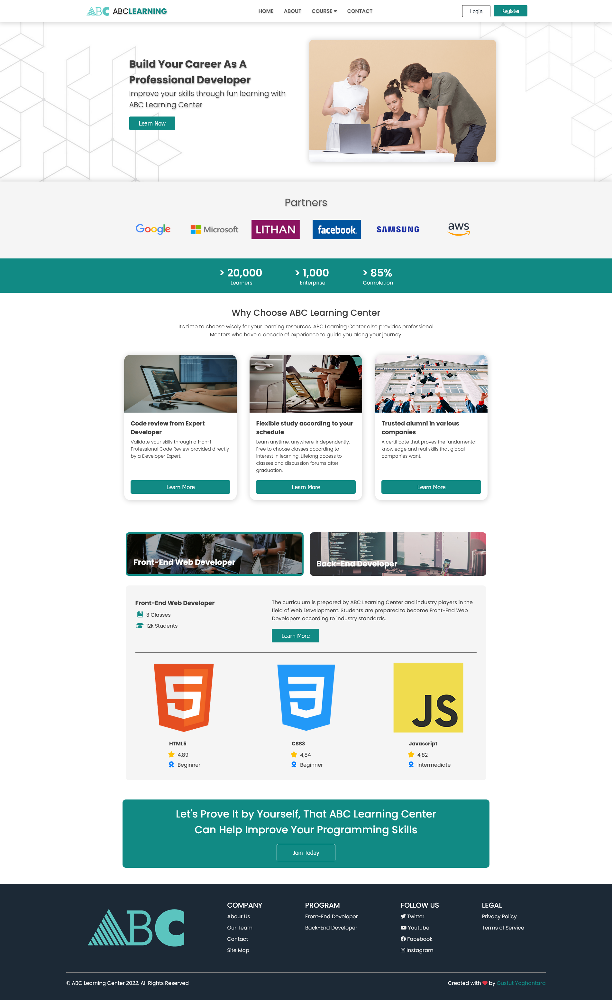 ABC ABCLEARNING
HOME ABOUT COURSE CONTACT
Login Register
Build Your Career As A
Professional Developer
Improve your skills through fun learning with
ABC Learning Center
Learn Now
Partners
Google Microsoft LITHAN facebook. SAMSUNG aws
> 20,000 > 1,000 > 85%
Learners Enterprise Completion
Why Choose ABC Learning Center
It's time to choose wisely for your learning resources. ABC Learning Center also provides professional
Mentors who have a decade of experience to guide you along your journey.
Code review from Expert
Developer
Validate your skills through a 1-on-1
Professional Code Review provided directly
by a Developer Expert.
Learn More
Flexible study according to your
schedule
Learn anytime, anywhere, independently.
Free to choose classes according to
interest in learning. Lifelong access to
classes and discussion forums after
graduation.
Learn More
Trusted alumni in various
companies
A certificate that proves the fundamental
knowledge and real skills that global
companies want.
Learn More
Front-End Web Developer
Back-End Developer
Front-End Web Developer
3 Classes
12k Students
The curriculum is prepared by ABC Learning Center and industry players in the
field of Web Development. Students are prepared to become Front-End Web
Developers according to industry standards.
Learn More
JS
HTML5
4,89
Beginner
CSS3
4,84
Beginner
Javascript
4,82
Intermediate
Let's Prove It by Yourself, That ABC Learning Center
Can Help Improve Your Programming Skills
Join Today
ABC
COMPANY
About Us
Our Team
Contact
Site Map
PROGRAM
Front-End Developer
Back-End Developer
FOLLOW US
Twitter
Youtube
Facebook
Instagram
LEGAL
Privacy Policy
Terms of Service
© ABC Learning Center 2022. All Rights Reserved
Created with by Gustut Yoghantara